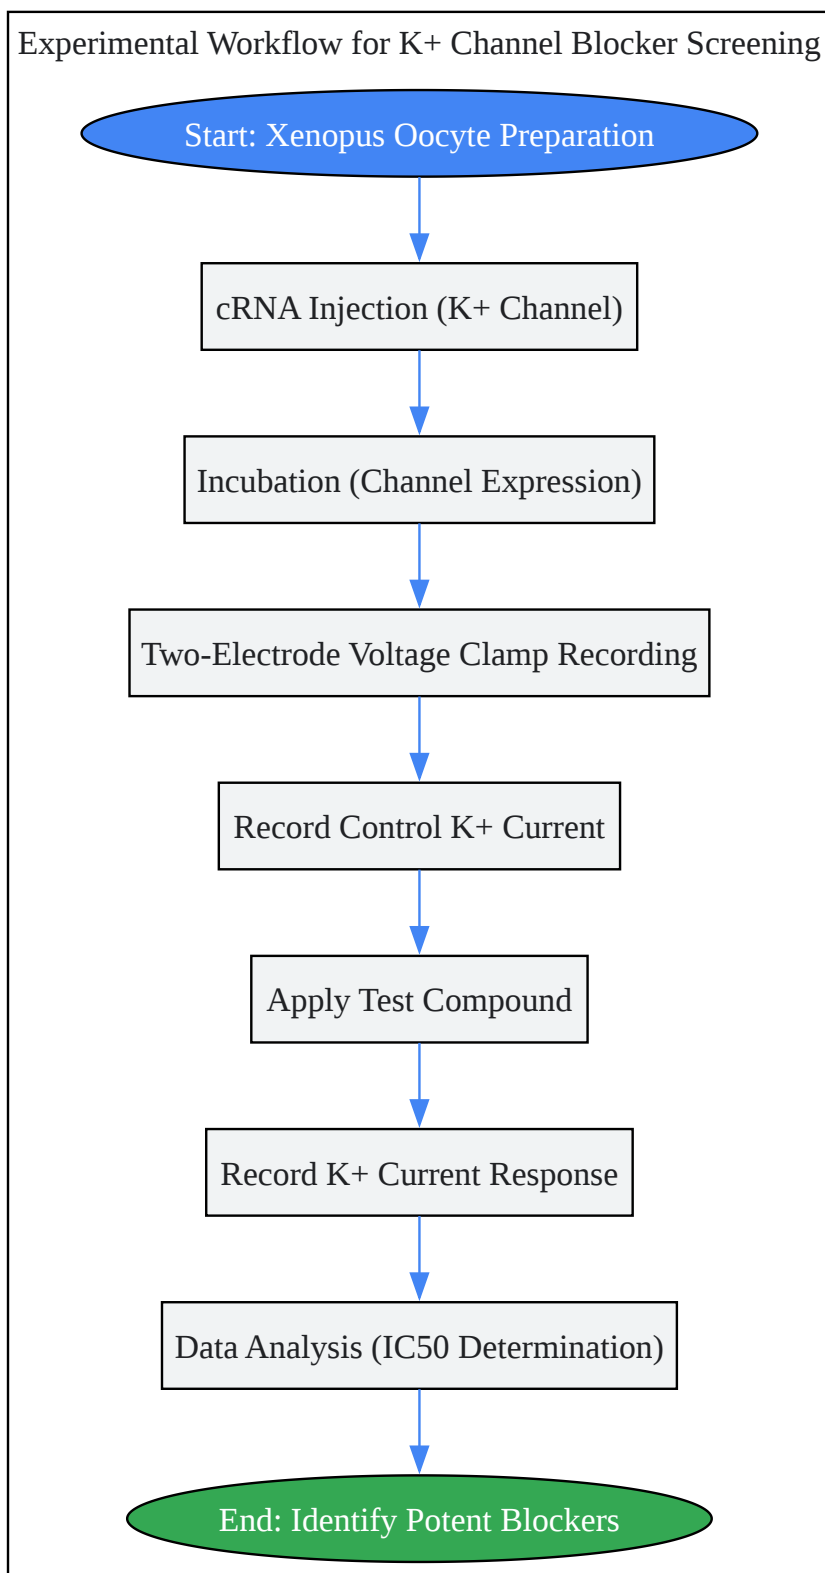 Experimental Workflow for K+ Channel Blocker Screening
Start: Xenopus Oocyte Preparation
cRNA Injection (K+ Channel)
Incubation (Channel Expression)
Two-Electrode Voltage Clamp Recording
Record Control K+ Current
Apply Test Compound
Record K+ Current Response
Data Analysis (IC50 Determination)
End: Identify Potent Blockers